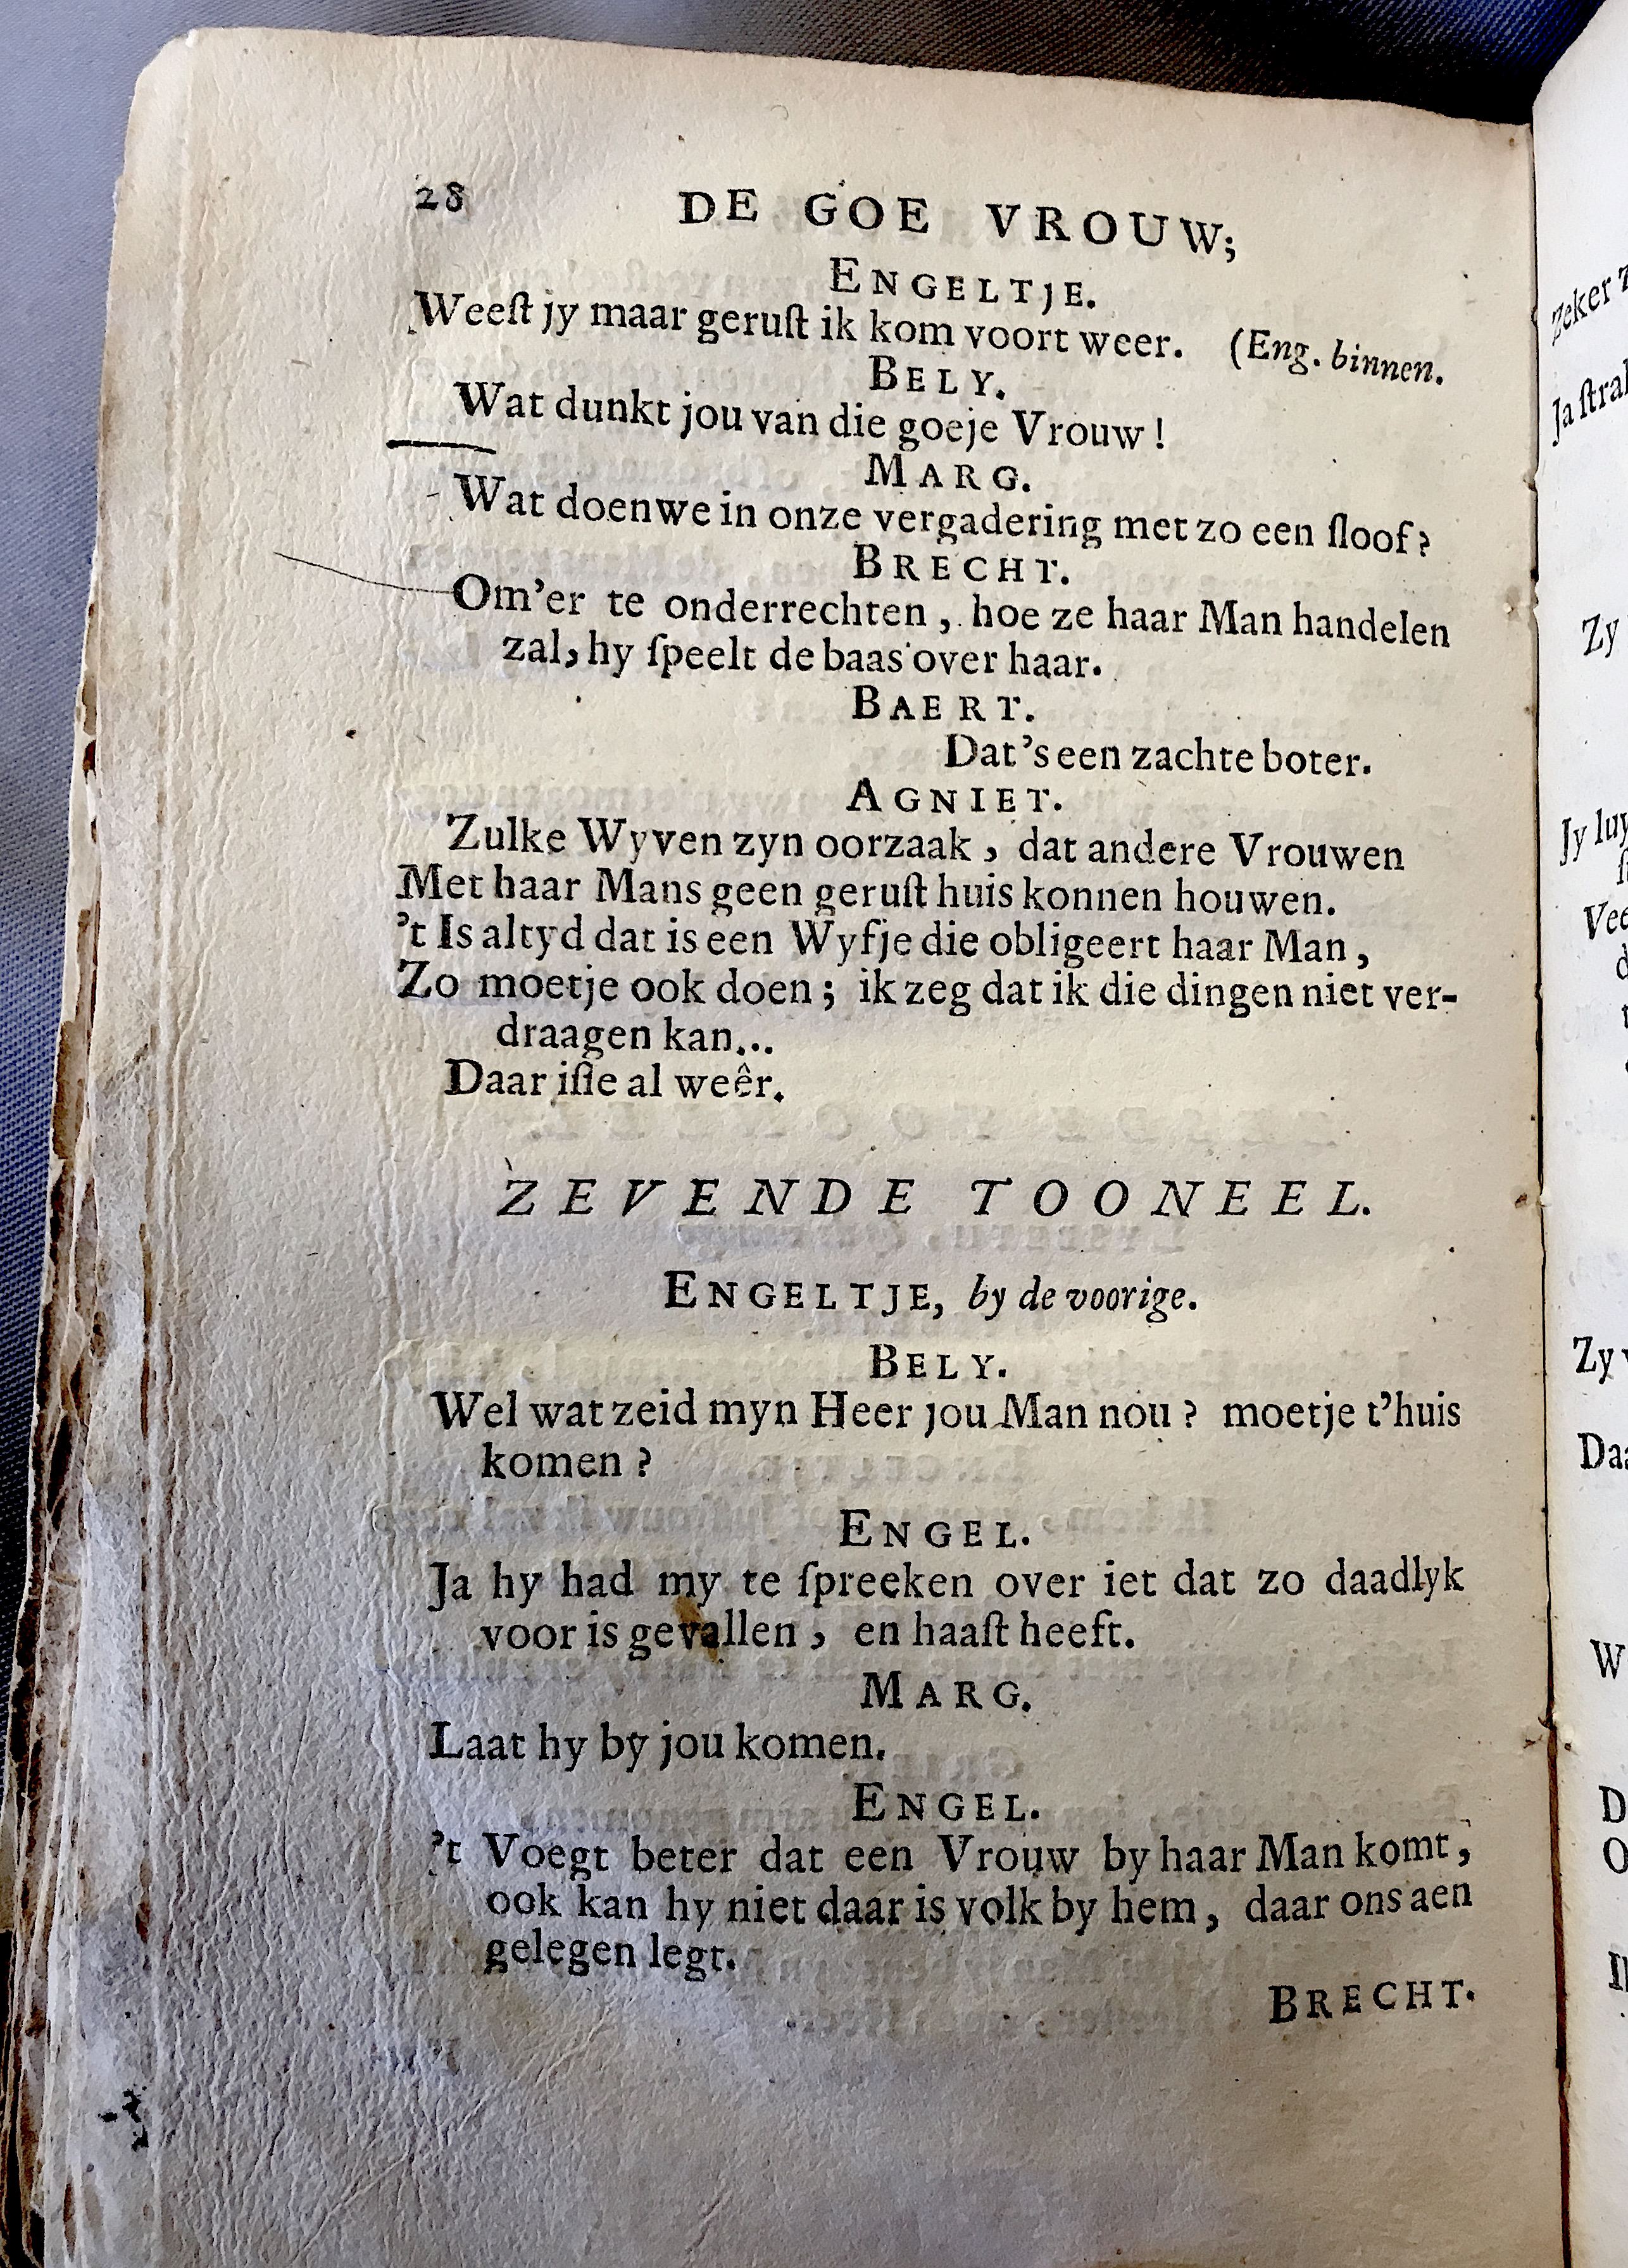 28 DE GOE VROUW;
ENGELTJE.
Weeſt jy maar geruſt ik kom voort weer. (Eng. binnen.
BELY.
Wat dunkt jou van die goeje Vrouw!
MARG.
Wat doenwe in onze vergadering met zo een ſloof?
BRECHT.
Om'er te onderrechten, hoe ze haar Man handelen
zal, hy ſpeelt de baas over haar.
BAERT.
Dat's een zachte boter.
AGNIET.
Zulke Wyven zyn oorzaak, dat andere Vrouwen
Met haar Mans geen geruſt huis konnen houwen.
't Is altyd dat is een Wyfje die obligeert haar Man,
Zo moetje ook doen; ik zeg dat ik die dingen niet ver-
draagen kan...
Daar iſſe al weêr.
ZEVENDE TOONEEL.
ENGELTJE, by de voorige.
BELY.
Wel wat zeid myn Heer jou Man nou? moetje t'huis
komen?
ENGEL.
Ja hy had my te ſpreeken over iet dat zo daadlyk
voor is gevallen, en haaſt heeft.
MARG.
Laat hy by jou komen.
ENGEL.
't Voegt beter dat een Vrouw by haar Man komt,
ook kan hy niet daar is volk by hem, daar ons aen
gelegen legt.
BRECHT.
Zeker
Ja
Zy
Jy
Zy